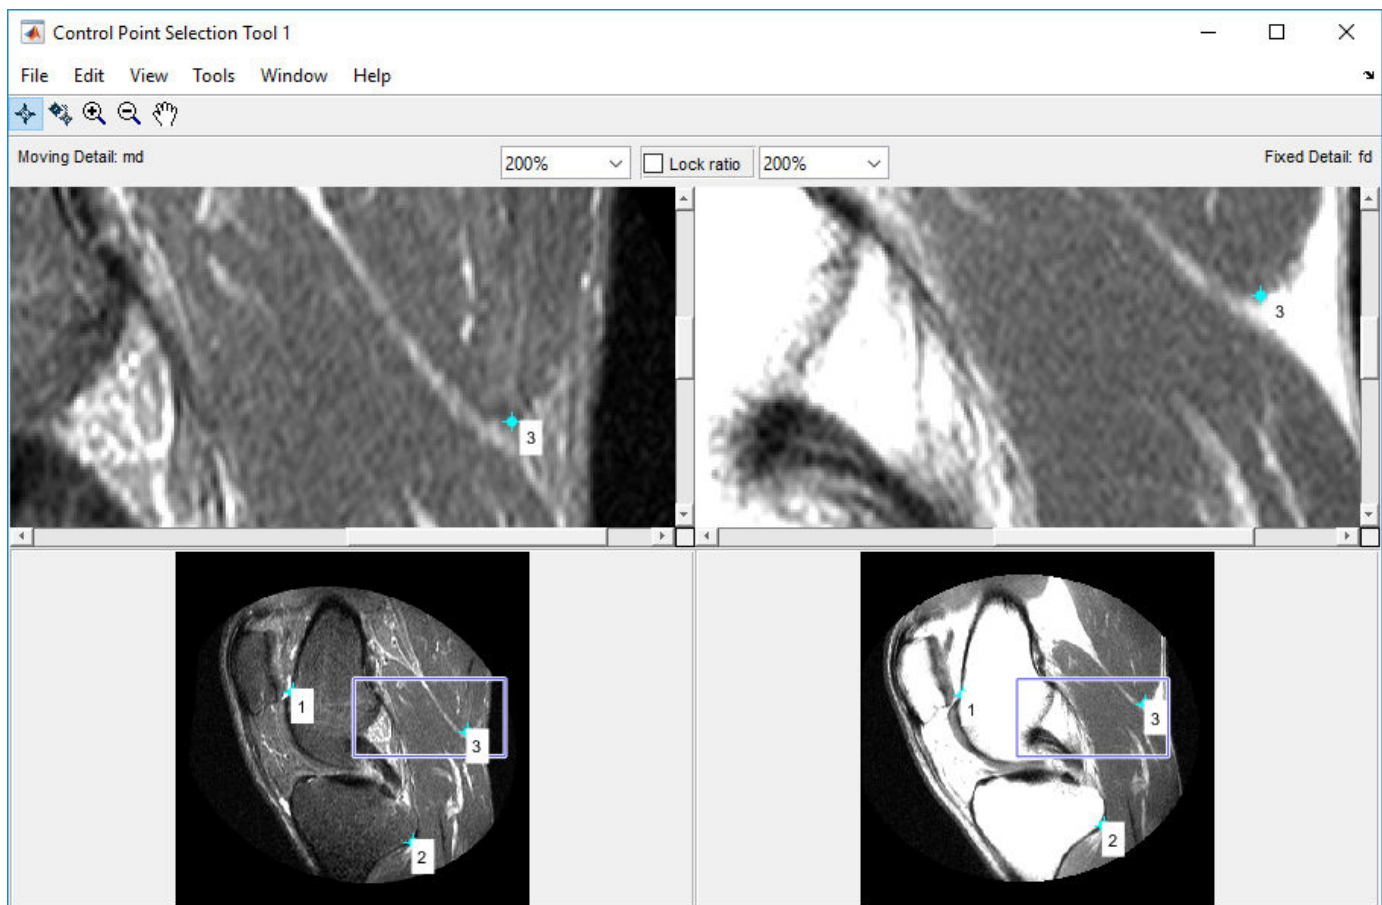 Control Point Selection Tool 1
File Edit View Tools Window Help
Moving Detail: md
200%
Lock ratio
200%
Fixed Detail: fd
3
3
1
3
2
1
3
2